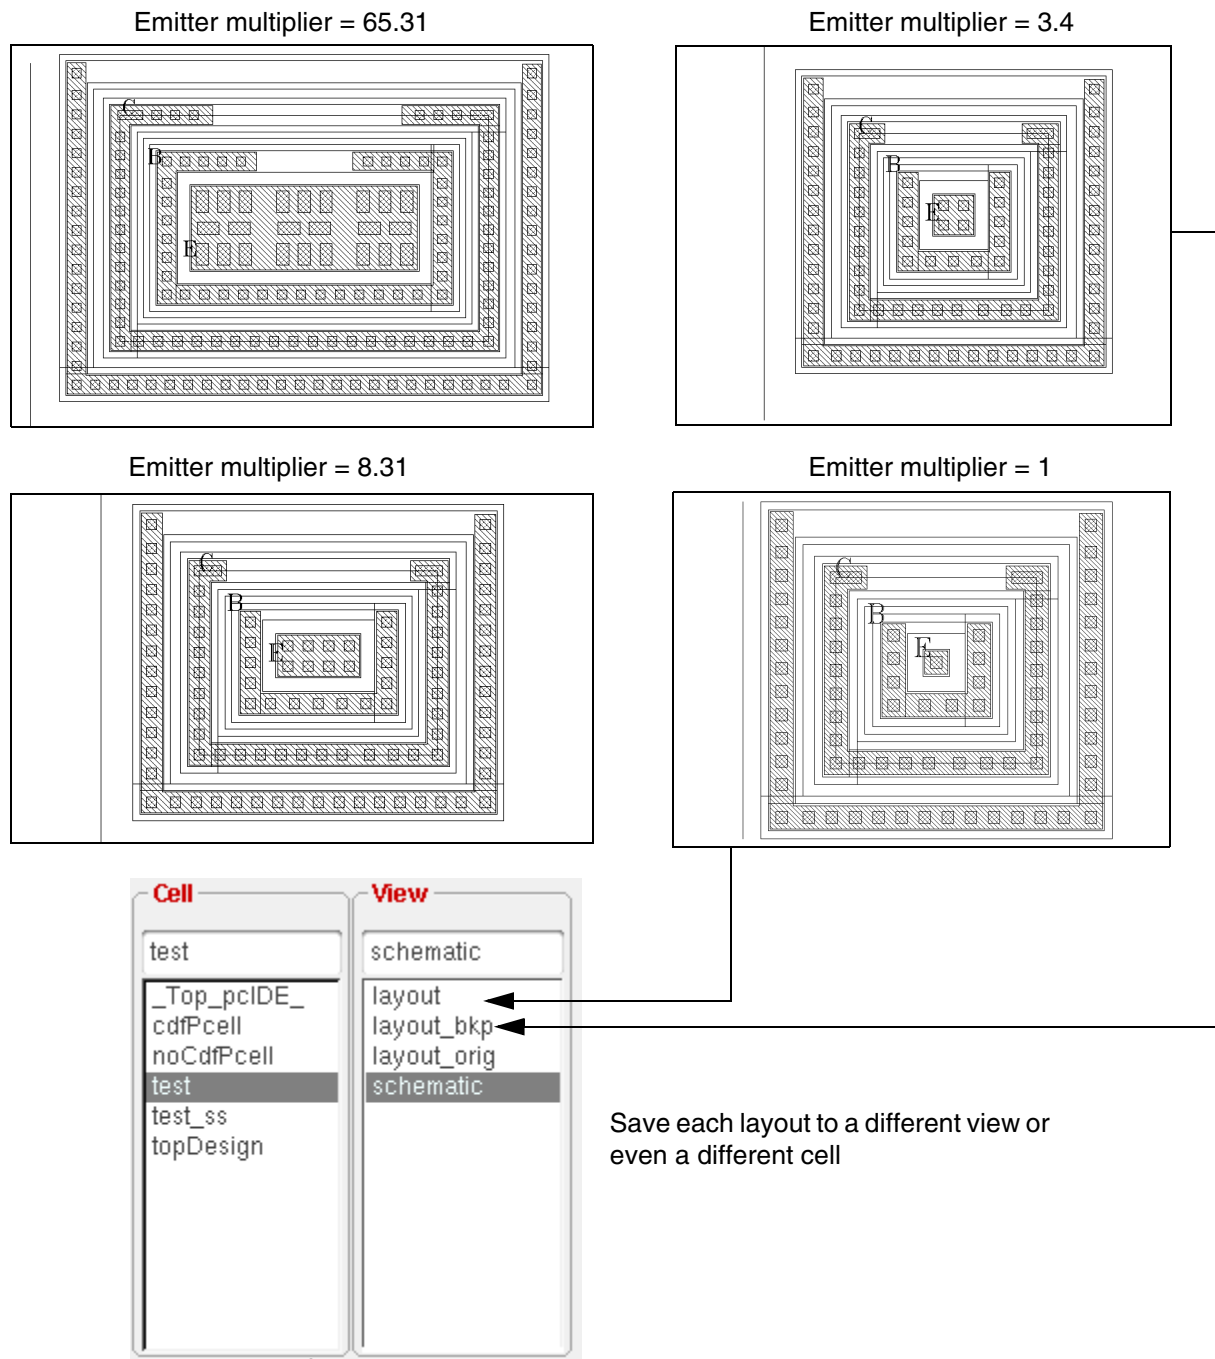 Emitter multiplier = 65.31
Emitter multiplier = 3.4
C
B
E
C
B
E
Emitter multiplier = 8.31
Emitter multiplier = 1
C
B
E
C
B
E
Cell
View
test
schematic
_Top_pcIDE_
cdfPcell
noCdfPcell
test
test_ss
topDesign
layout
layout_bkp
layout_orig
schematic
Save each layout to a different view or
even a different cell